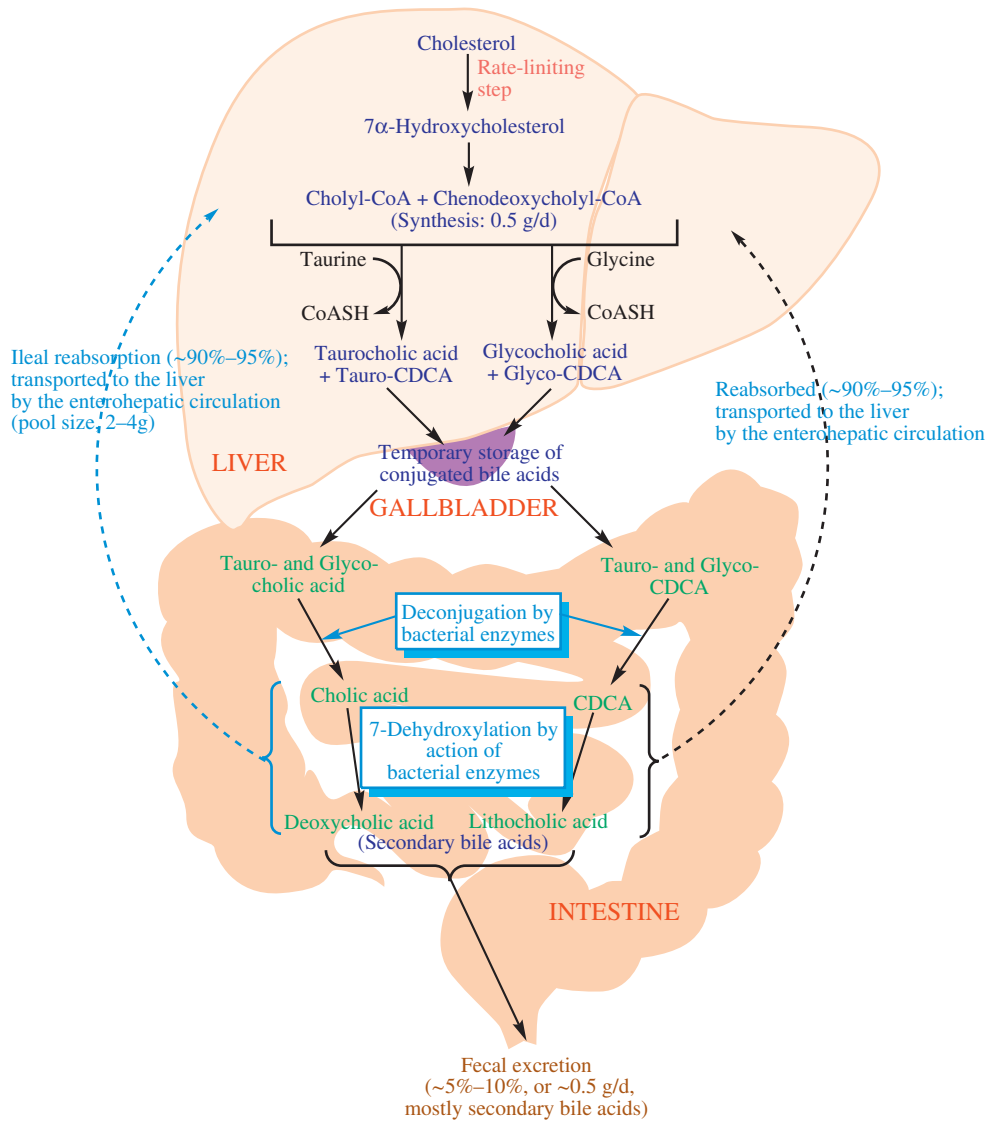 Cholesterol
Rate-liniting
step
7α-Hydroxycholesterol
Cholyl-CoA + Chenodeoxycholyl-CoA
(Synthesis: 0.5 g/d)
Taurine
Glycine
CoASH
CoASH
Taurocholic acid
+ Tauro-CDCA
Glycocholic acid
+ Glyco-CDCA
Ileal reabsorption (~90%–95%);
transported to the liver
by the enterohepatic circulation
(pool size, 2–4g)
Reabsorbed (~90%–95%);
transported to the liver
by the enterohepatic circulation
LIVER
Temporary storage of
conjugated bile acids
GALLBLADDER
Tauro- and Glyco-
cholic acid
Tauro- and Glyco-
CDCA
Deconjugation by
bacterial enzymes
Cholic acid
CDCA
7-Dehydroxylation by
action of
bacterial enzymes
Deoxycholic acid
Lithocholic acid
(Secondary bile acids)
INTESTINE
Fecal excretion
(~5%–10%, or ~0.5 g/d,
mostly secondary bile acids)